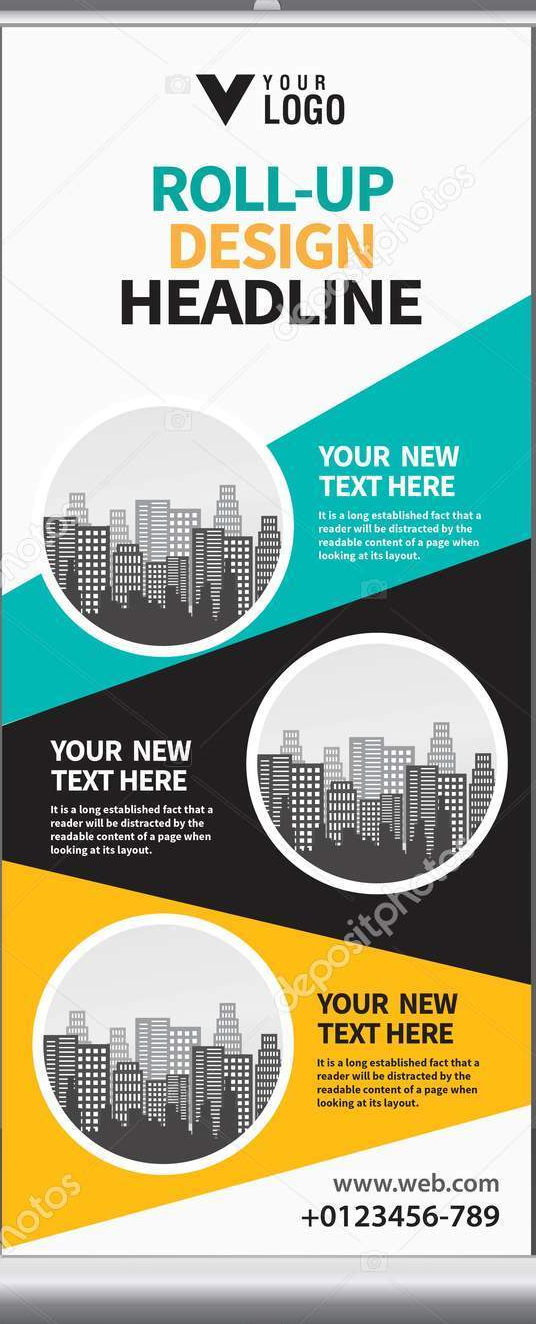 YOUR
LOGO
ROLL-UP
DESIGN
HEADLINE
YOUR NEW
TEXT HERE
It is a long established fact that a
reader will be distracted by the
readable content of a page when
looking at its layout.
YOUR NEW
TEXT HERE
It is a long established fact that a
reader will be distracted by the
readable content of a page when
looking at its layout.
YOUR NEW
TEXT HERE
It is a long established fact that a
reader will be distracted by the
readable content of a page when
looking at its layout.
www.web.com
+0123456-789
depositphotos
depositphotos